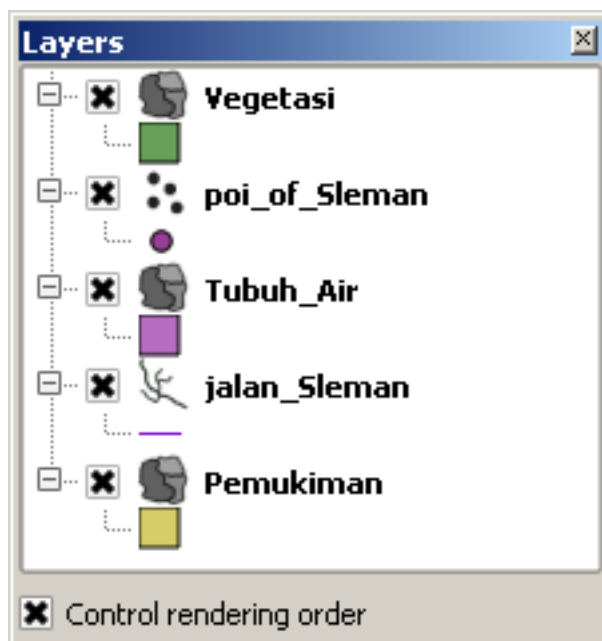 Layers
Vegetasi
poi_of_Sleman
Tubuh_Air
jalan_Sleman
Pemukiman
Control rendering order